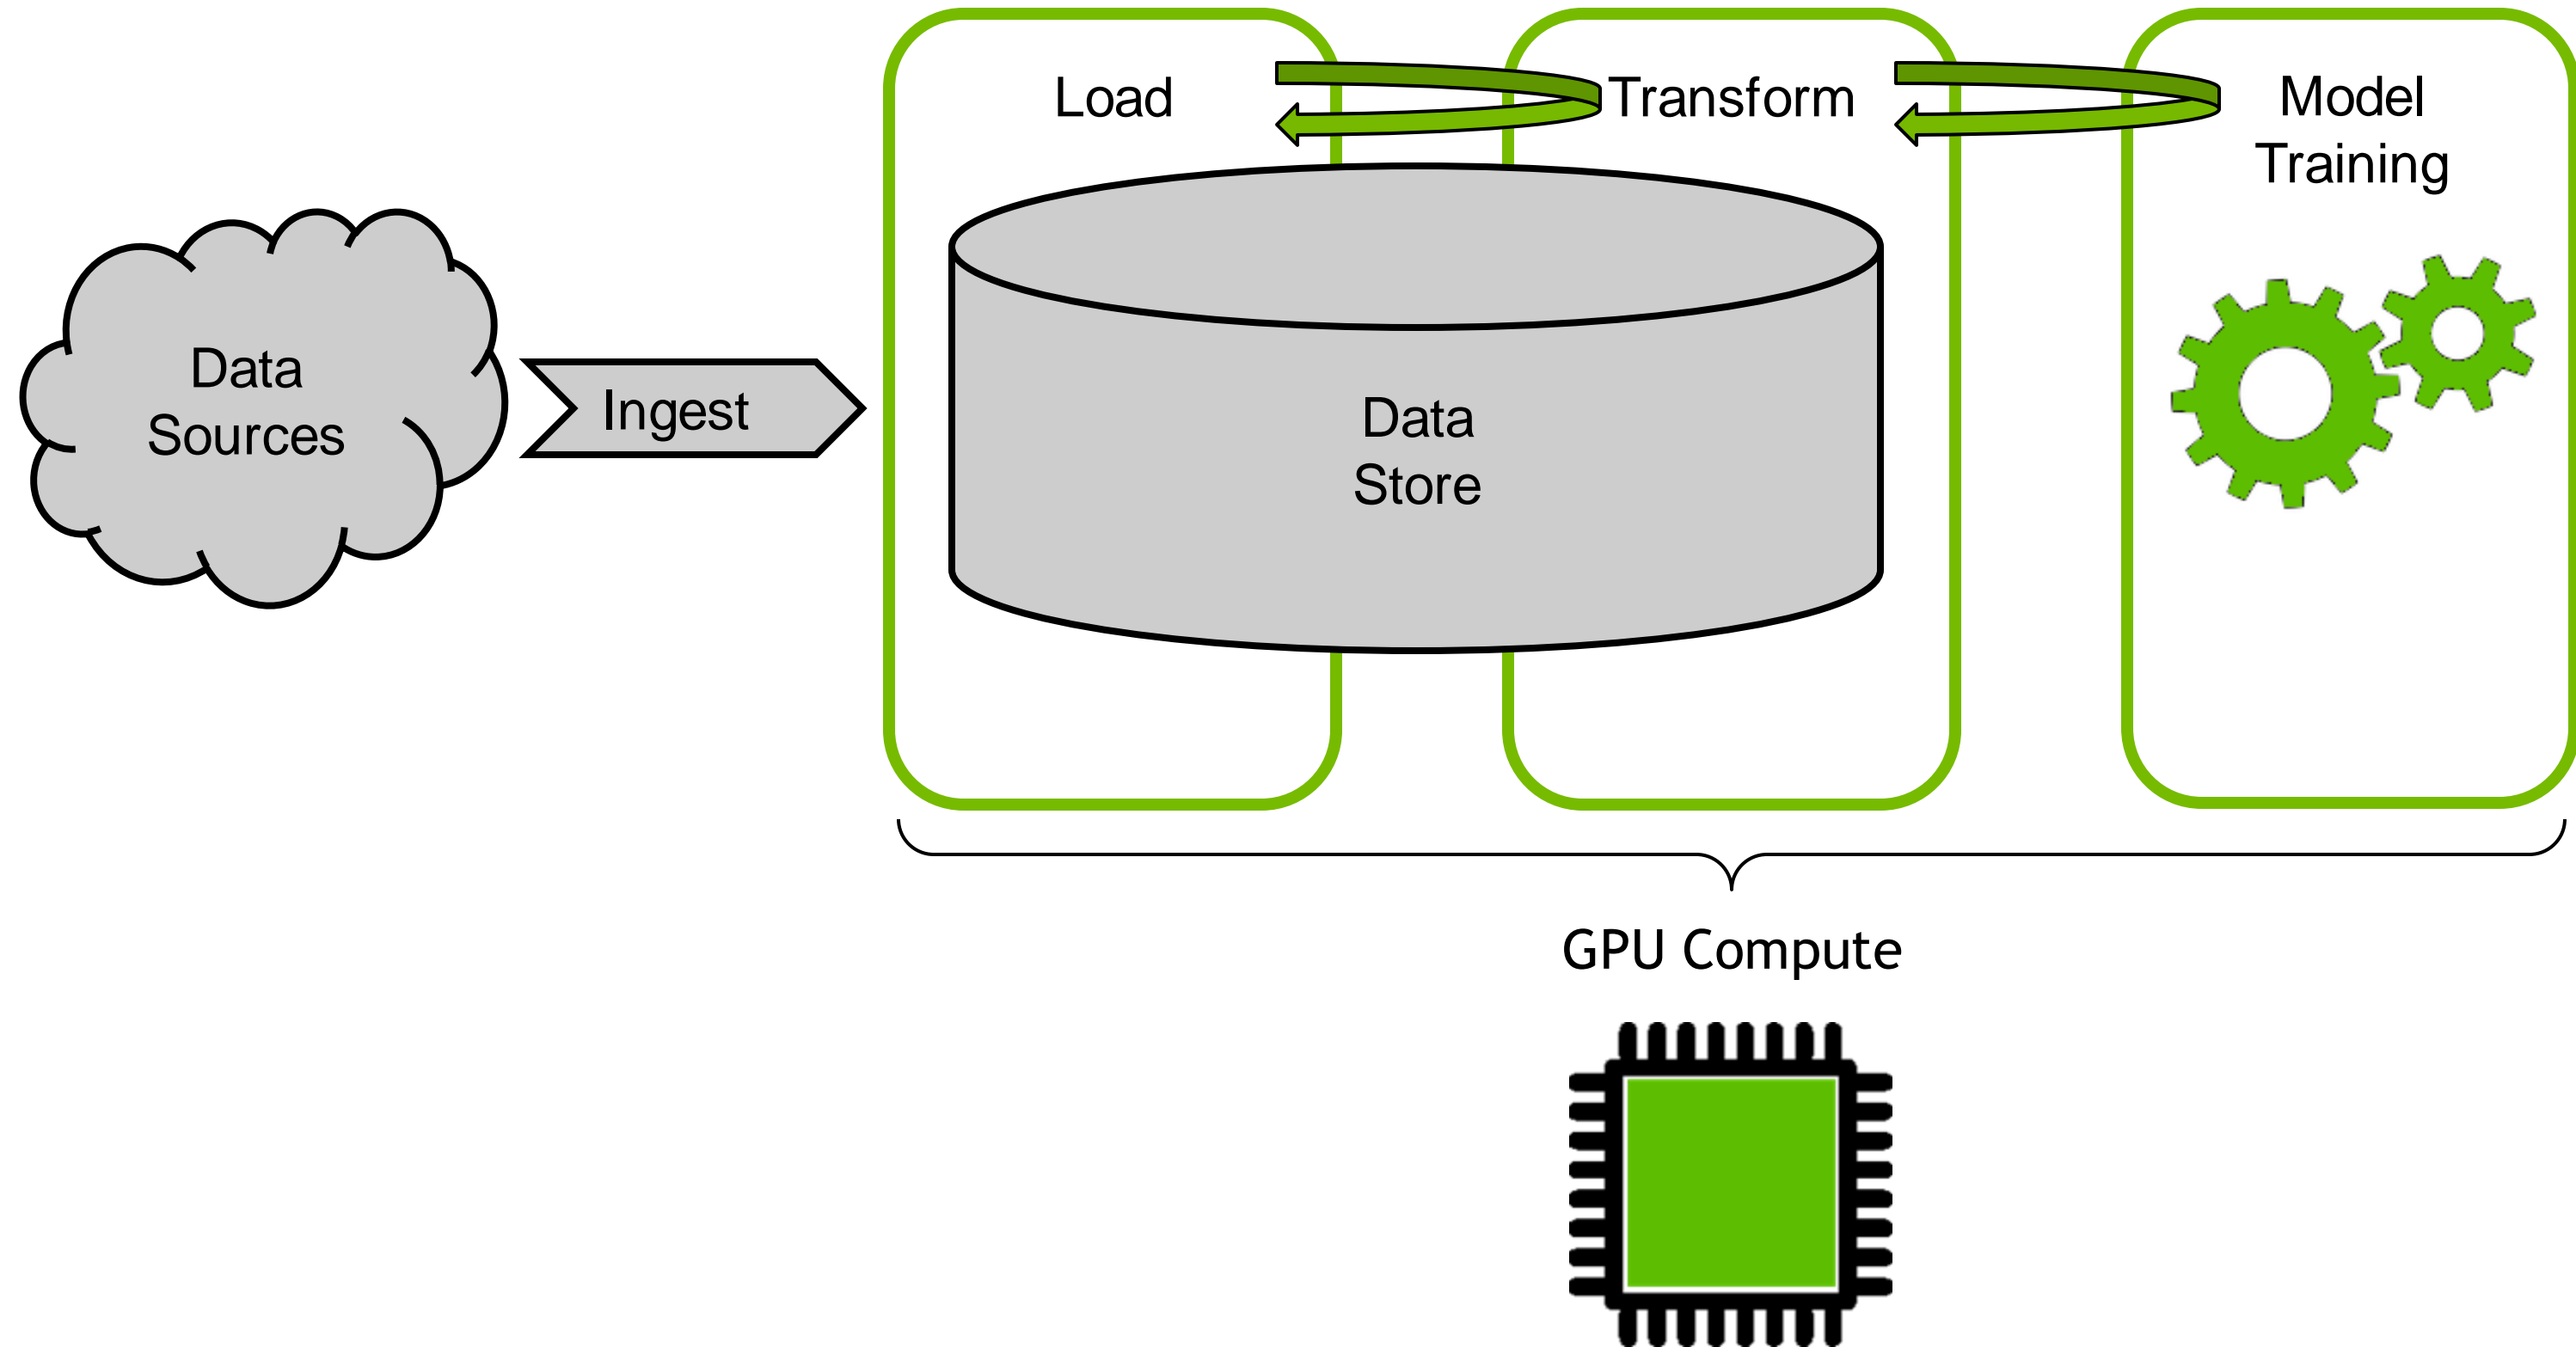 Load
Transform
Model
Training
Data
Sources
Ingest
Data
Store
GPU Compute